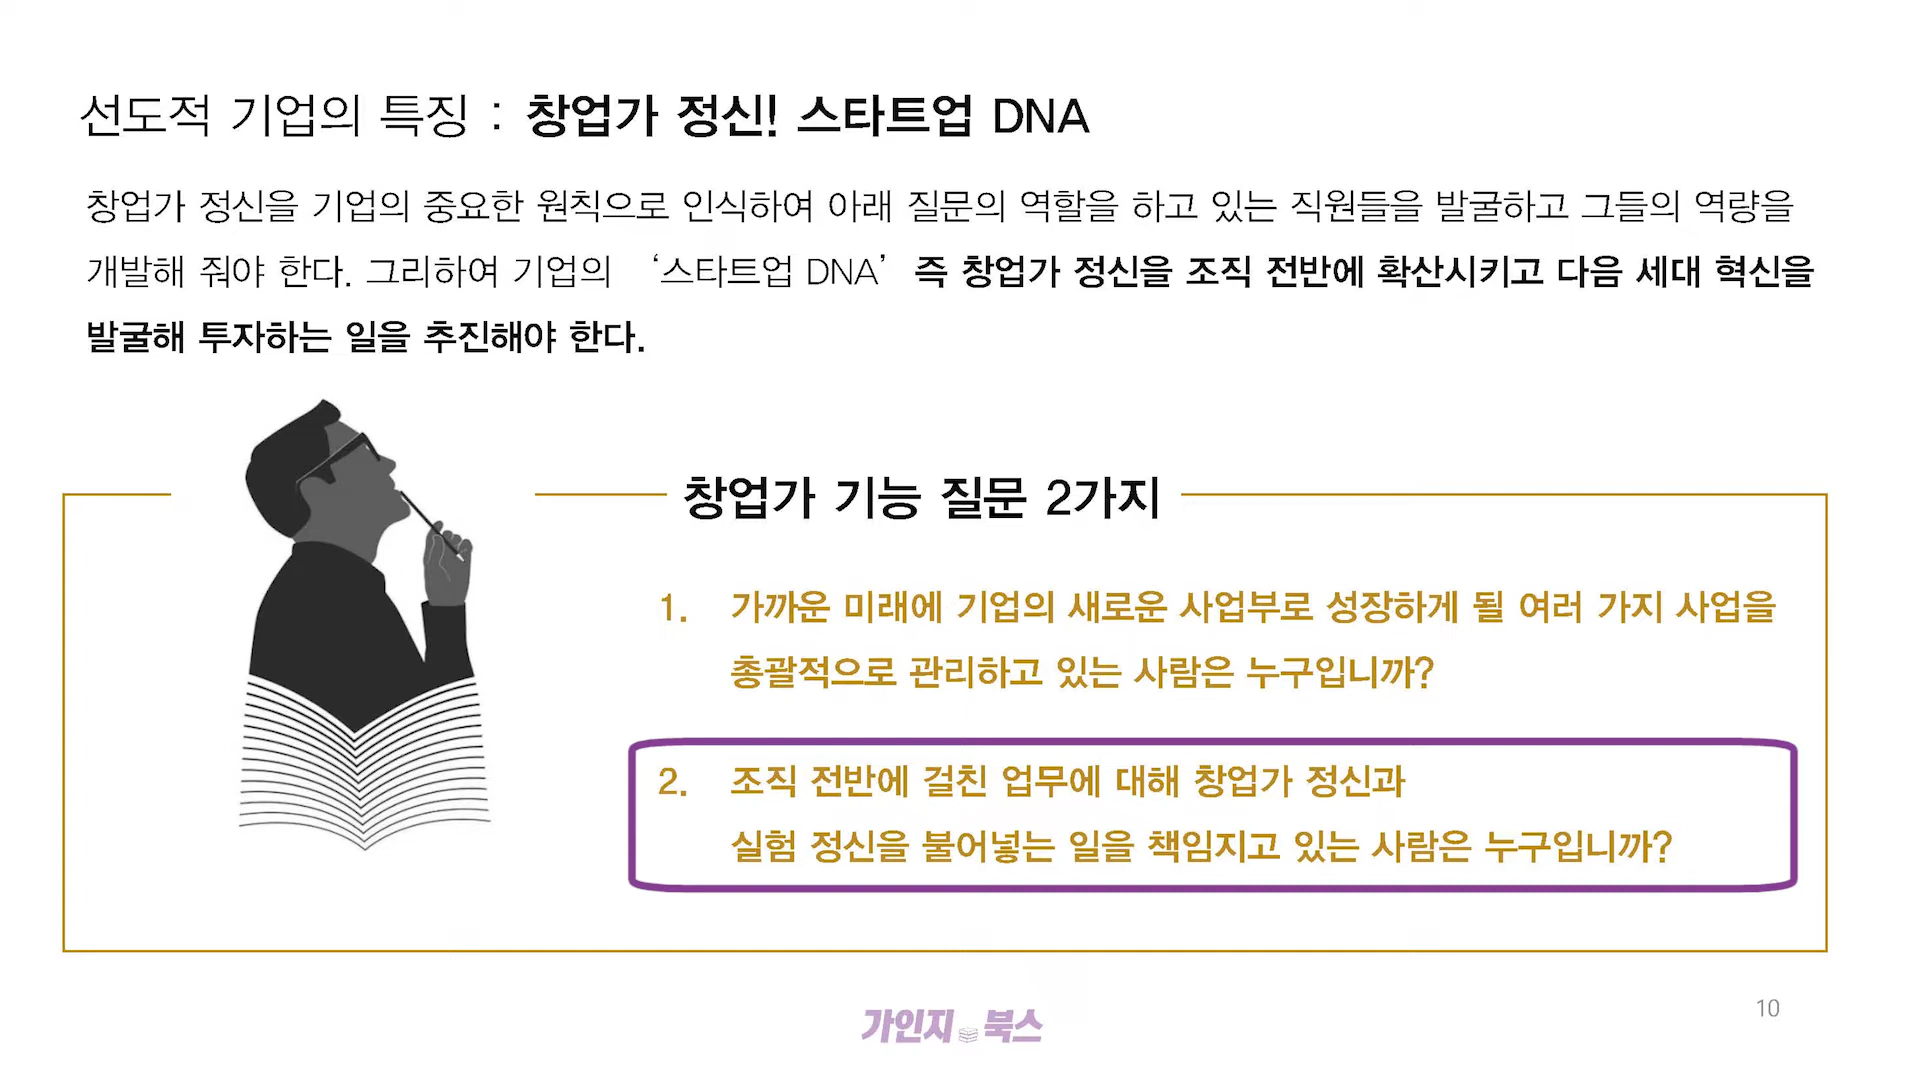 선도적 기업의 특징 : 창업가 정신! 스타트업 DNA
창업가 정신을 기업의 중요한 원칙으로 인식하여 아래 질문의 역할을 하고 있는 직원들을 발굴하고 그들의 역량을
개발해 줘야 한다. 그리하여 기업의 ‘스타트업 DNA’ 즉 창업가 정신을 조직 전반에 확산시키고 다음 세대 혁신을
발굴해 투자하는 일을 추진해야 한다.
창업가 기능 질문 2가지
1. 가까운 미래에 기업의 새로운 사업부로 성장하게 될 여러 가지 사업을
총괄적으로 관리하고 있는 사람은 누구입니까?
2. 조직 전반에 걸친 업무에 대해 창업가 정신과
실험 정신을 불어넣는 일을 책임지고 있는 사람은 누구입니까?
가인지 북스
10